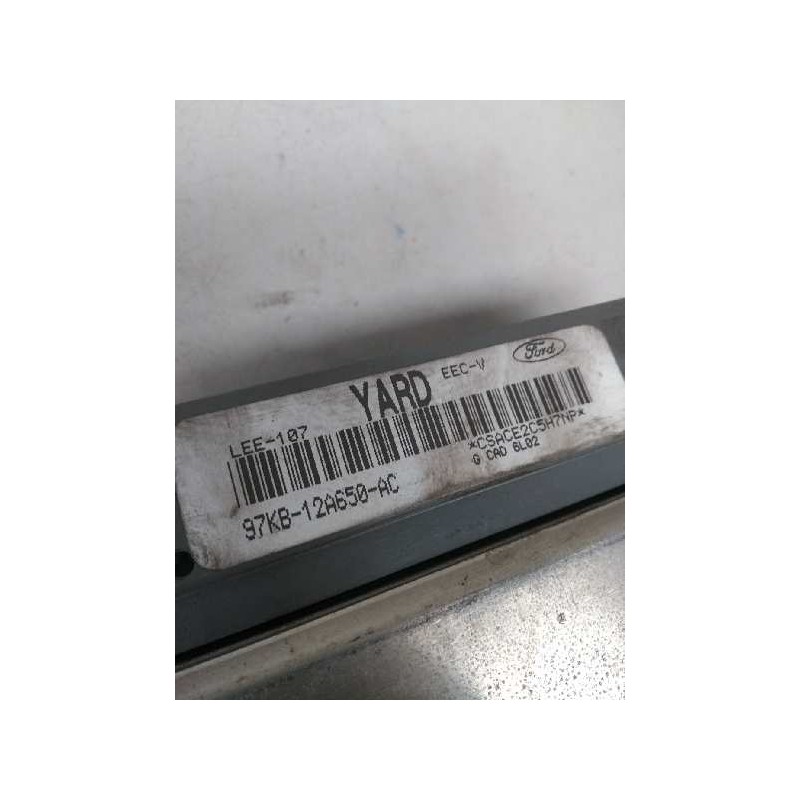 LEE-107 YARD EEC-V Ford
*CSACE2C5H7NP*
G CAD 6L02
97KB-12A650-AC